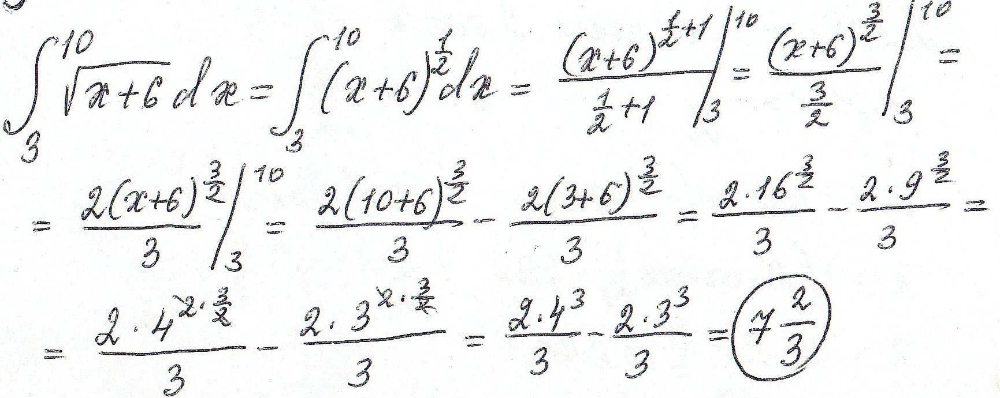 ∫₃¹⁰ √(x+6) dx = ∫₃¹⁰ (x+6)^(1/2) dx = (x+6)^(1/2+1) / (1/2+1) |₃¹⁰ = (x+6)^(3/2) / (3/2) |₃¹⁰ =
= 2(x+6)^(3/2) / 3 |₃¹⁰ = 2(10+6)^(3/2) / 3 - 2(3+6)^(3/2) / 3 = 2·16^(3/2) / 3 - 2·9^(3/2) / 3 =
= 2·4^(2·3/2) / 3 - 2·3^(2·3/2) / 3 = 2·4³ / 3 - 2·3³ / 3 = 7 2/3